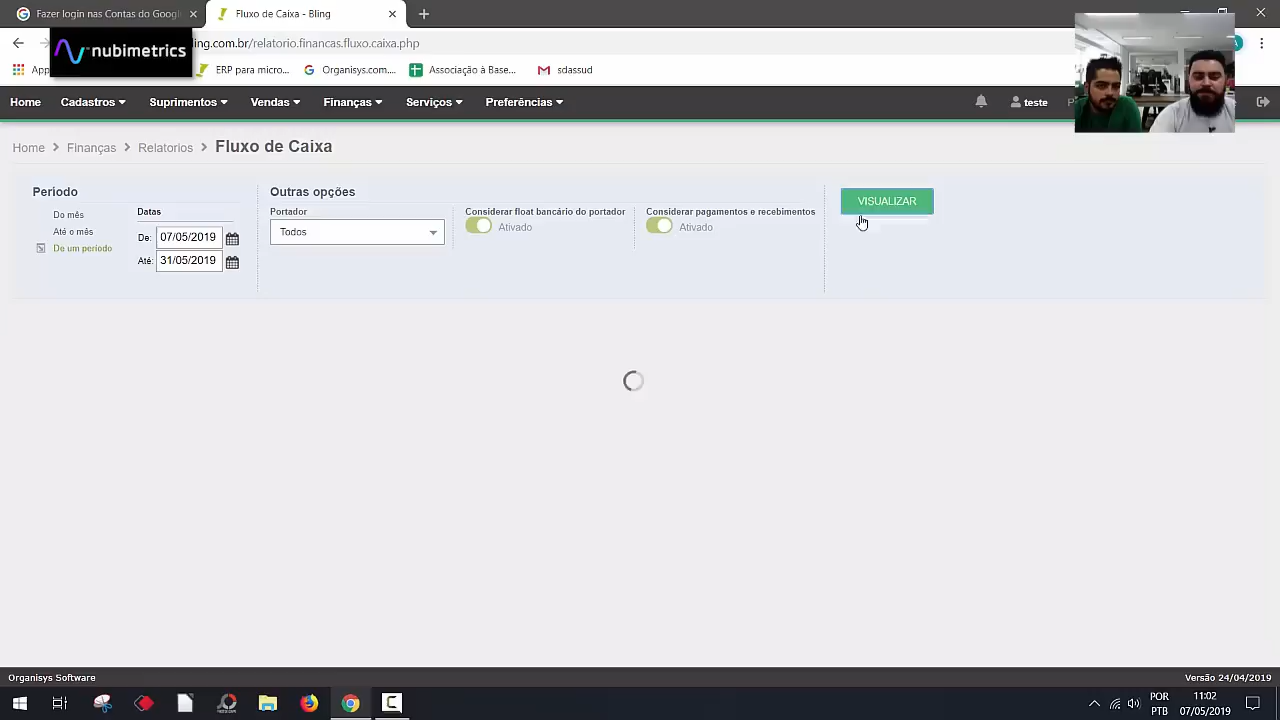 Fazer login nas Contas do Googl
Fluxo de Caixa - Bling
nubimetrics
ing.com.br/relatorio.financas.fluxo.caixa.php
App
ERP para micro...
Organisys.com...
Associação à Base...
sdassud
Home
Cadastros
Suprimentos
Vendas
Finanças
Serviços
Preferências
teste
Home
Finanças
Relatorios
Fluxo de Caixa
Período
Do mês
Até o mês
De um período
Datas
De: 07/05/2019
Até: 31/05/2019
Outras opções
Portador
Todos
Considerar float bancário do portador
Ativado
Considerar pagamentos e recebimentos
Ativado
VISUALIZAR
Organisys Software
Versão 24/04/2019
POR
PTB
11:02
07/05/2019